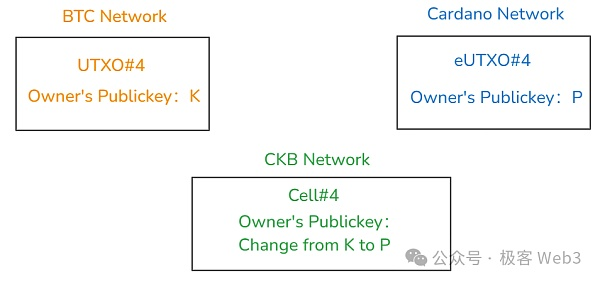 BTC Network
UTXO#4
Owner's Publickey：K
Cardano Network
eUTXO#4
Owner's Publickey：P
CKB Network
Cell#4
Owner's Publickey：
Change from K to P
公众号 · 极客 Web3